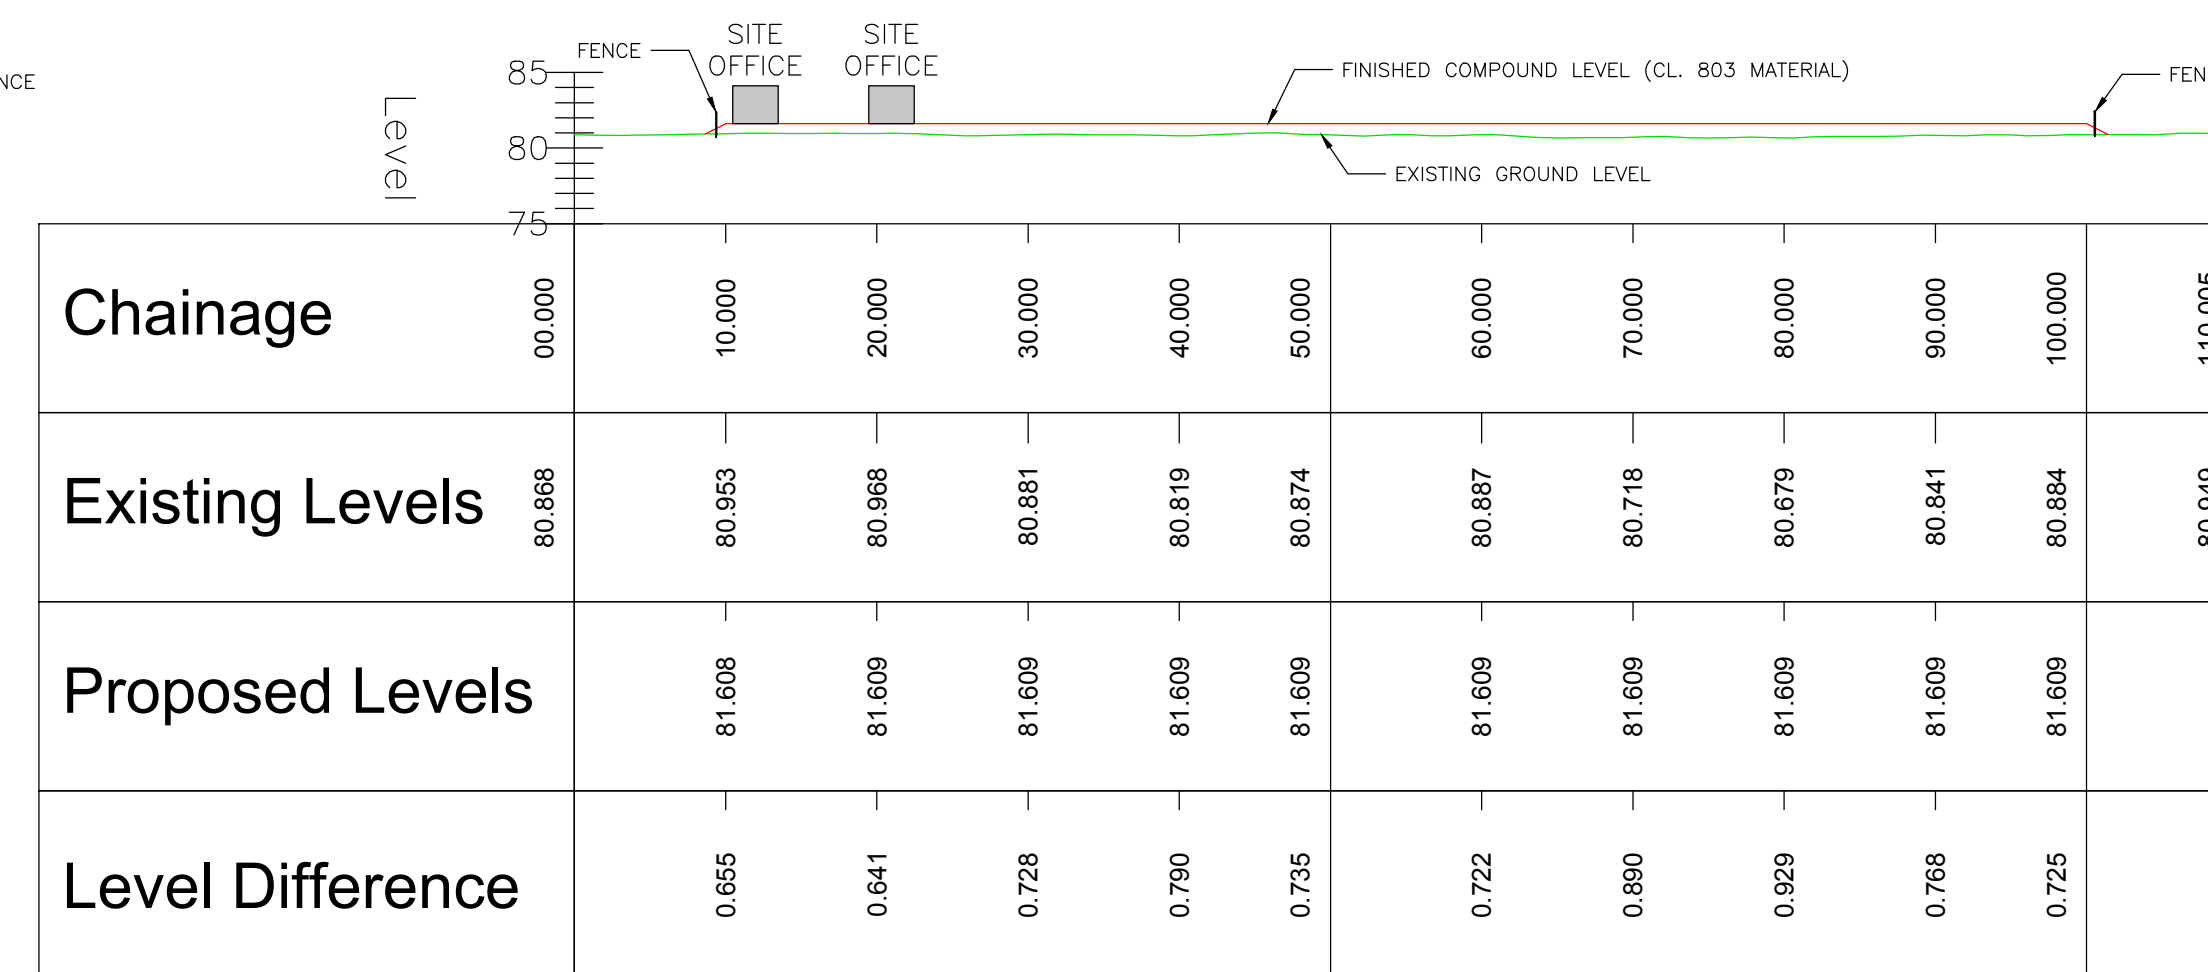 SITE
OFFICE
SITE
OFFICE
FENCE
FINISHED COMPOUND LEVEL (CL. 803 MATERIAL)
EXISTING GROUND LEVEL
Level
85
80
75
Chainage 00.000 10.000 20.000 30.000 40.000 50.000 60.000 70.000 80.000 90.000 100.000
Existing Levels 80.868 80.953 80.968 80.881 80.819 80.874 80.887 80.718 80.679 80.841 80.884
Proposed Levels 81.608 81.609 81.609 81.609 81.609 81.609 81.609 81.609 81.609 81.609
Level Difference 0.655 0.641 0.728 0.790 0.735 0.722 0.890 0.929 0.768 0.725